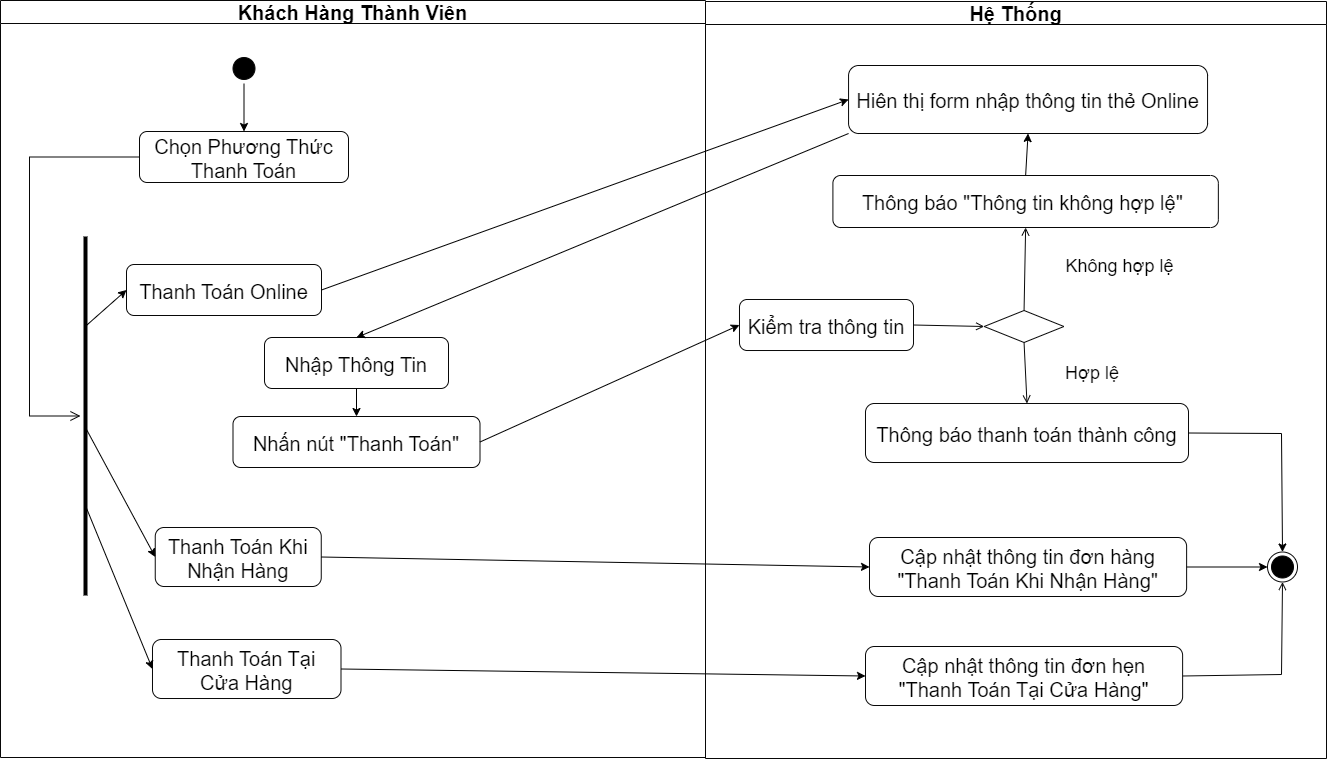 Khách Hàng Thành Viên
Hệ Thống
Chọn Phương Thức
Thanh Toán
Hiên thị form nhập thông tin thẻ Online
Thông báo "Thông tin không hợp lệ"
Không hợp lệ
Thanh Toán Online
Nhập Thông Tin
Kiểm tra thông tin
Hợp lệ
Nhấn nút "Thanh Toán"
Thông báo thanh toán thành công
Thanh Toán Khi
Nhận Hàng
Cập nhật thông tin đơn hàng
"Thanh Toán Khi Nhận Hàng"
Thanh Toán Tại
Cửa Hàng
Cập nhật thông tin đơn hẹn
"Thanh Toán Tại Cửa Hàng"